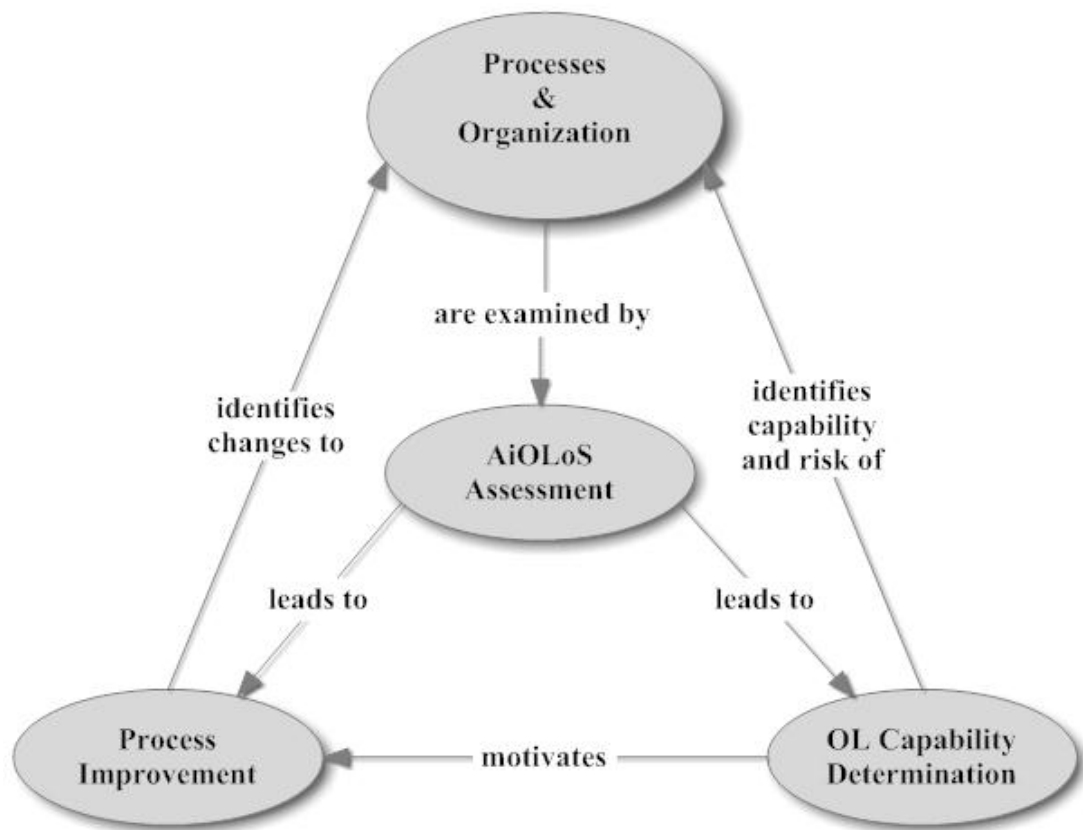 Processes
&
Organization
are examined by
identifies
changes to
identifies
capability
and risk of
AiOLoS
Assessment
leads to
leads to
Process
Improvement
motivates
OL Capability
Determination